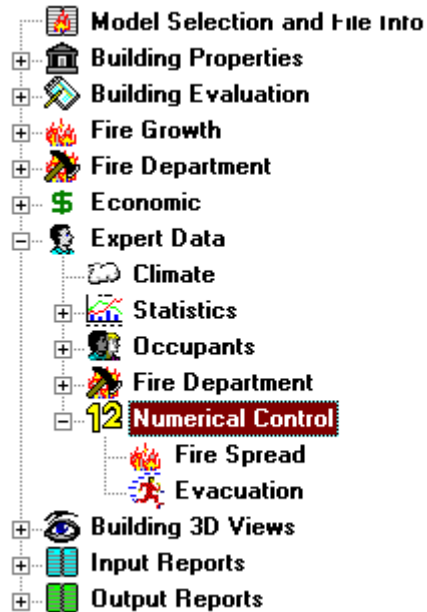 Model Selection and File Info
Building Properties
Building Evaluation
Fire Growth
Fire Department
$ Economic
Expert Data
Climate
Statistics
Occupants
Fire Department
12 Numerical Control
Fire Spread
Evacuation
Building 3D Views
Input Reports
Output Reports